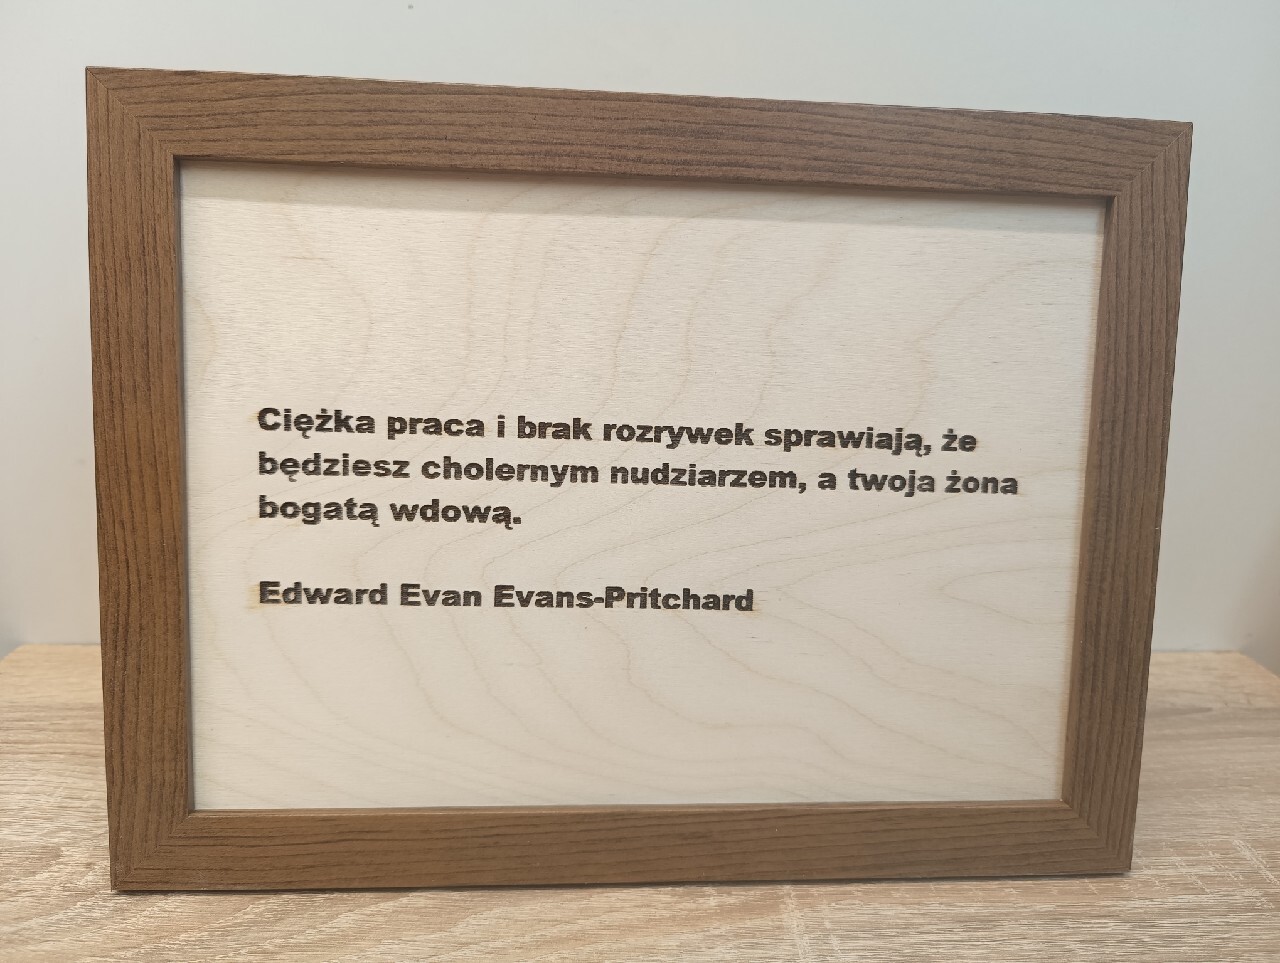 Ciężka praca i brak rozrywek sprawiają, że
będziesz cholernym nudziarzem, a twoja żona
bogatą wdową.
Edward Evan Evans-Pritchard